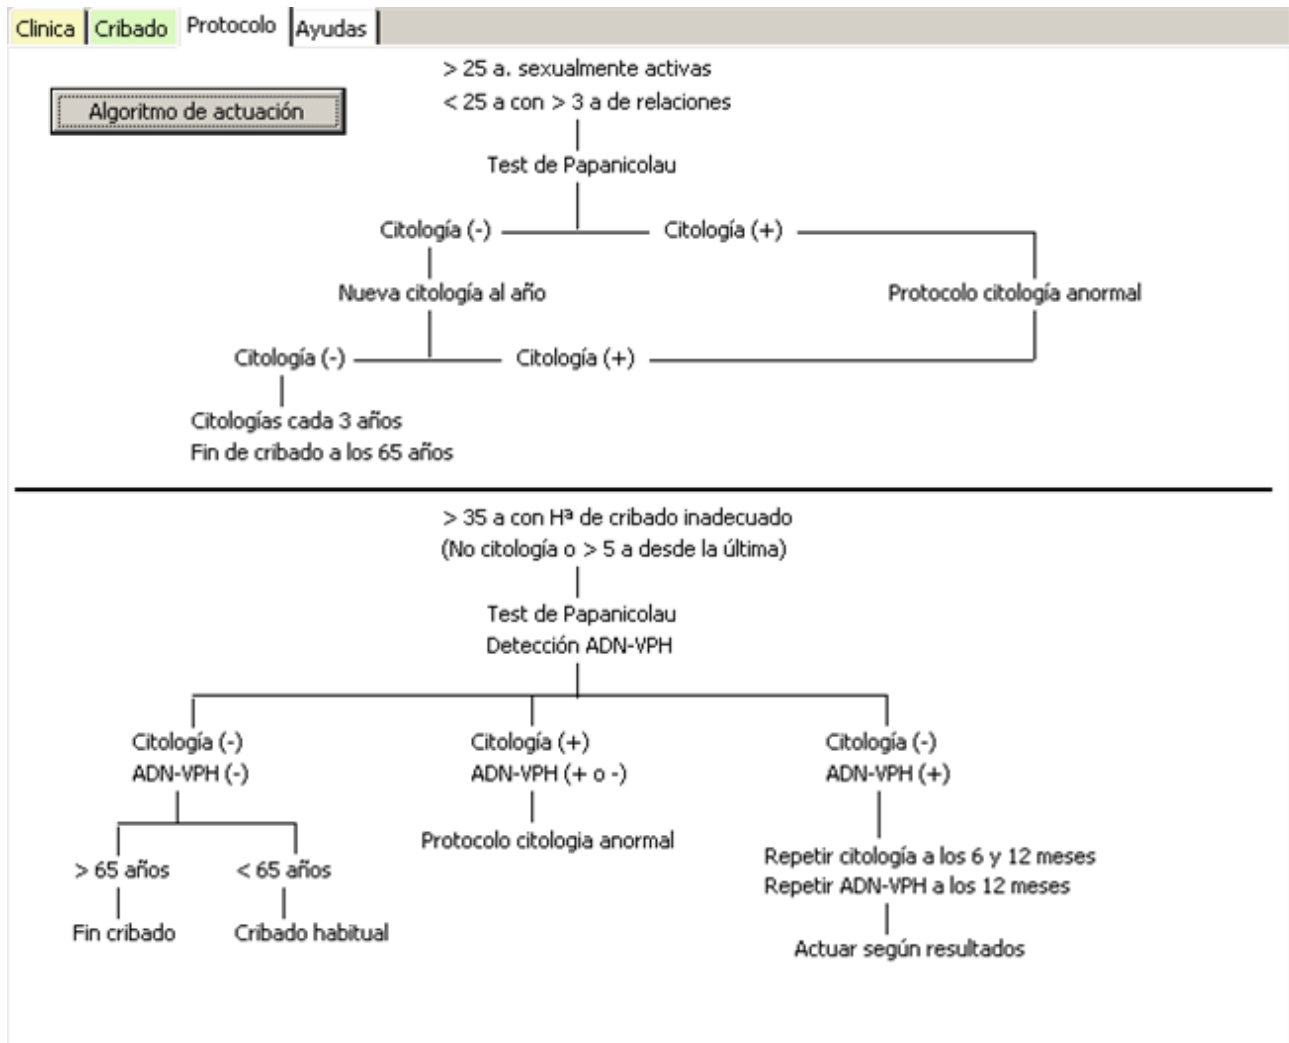 Clinica Cribado Protocolo Ayudas
> 25 a. sexualmente activas
Algoritmo de actuación
< 25 a con > 3 a de relaciones
Test de Papanicolau
Citología (-) Citología (+)
Nueva citología al año Protocolo citología anormal
Citología (-) Citología (+)
Citologías cada 3 años
Fin de cribado a los 65 años
> 35 a con Hª de cribado inadecuado
(No citología o > 5 a desde la última)
Test de Papanicolau
Detección ADN-VPH
Citología (-) Citología (+) Citología (-)
ADN-VPH (-) ADN-VPH (+ o -) ADN-VPH (+)
Protocolo citologia anormal
> 65 años < 65 años Repetir citología a los 6 y 12 meses
Repetir ADN-VPH a los 12 meses
Fin cribado Cribado habitual
Actuar según resultados